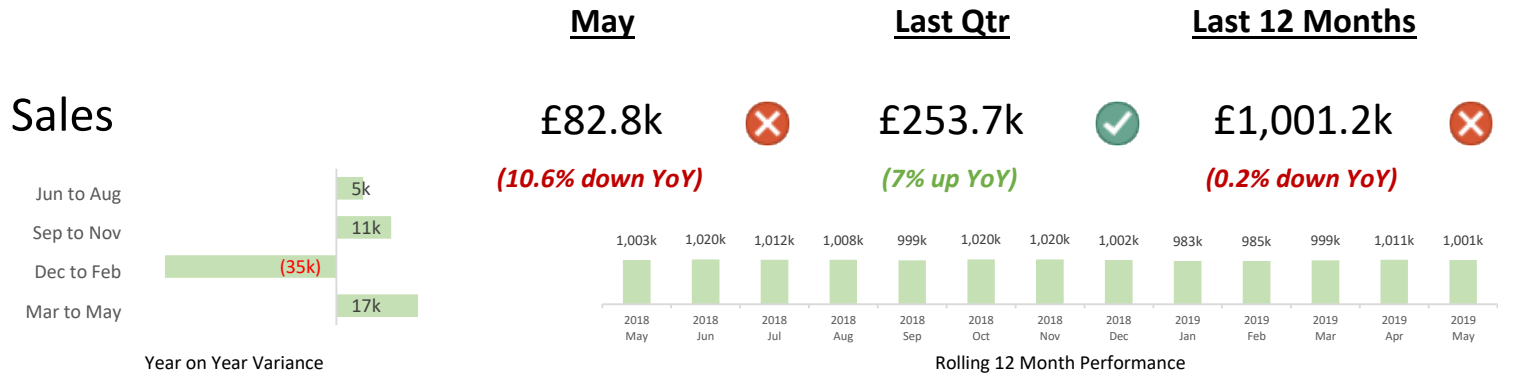 May Last Qtr Last 12 Months
Sales £82.8k £253.7k £1,001.2k
(10.6% down YoY) (7% up YoY) (0.2% down YoY)
Jun to Aug 5k
Sep to Nov 11k
Dec to Feb (35k)
Mar to May 17k
Year on Year Variance
1,003k 1,020k 1,012k 1,008k 999k 1,020k 1,020k 1,002k 983k 985k 999k 1,011k 1,001k
2018 2018 2018 2018 2018 2018 2018 2018 2019 2019 2019 2019 2019
May Jun Jul Aug Sep Oct Nov Dec Jan Feb Mar Apr May
Rolling 12 Month Performance